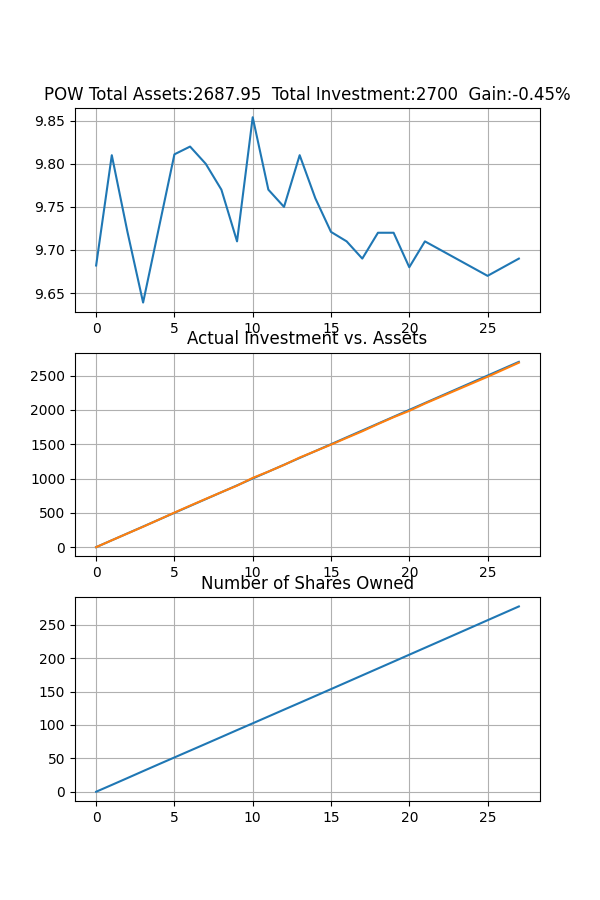 POW Total Assets:2687.95  Total Investment:2700  Gain:-0.45%
9.85
9.80
9.75
9.70
9.65
0 5 10 15 20 25
Actual Investment vs. Assets
2500
2000
1500
1000
500
0
0 5 10 15 20 25
Number of Shares Owned
250
200
150
100
50
0
0 5 10 15 20 25